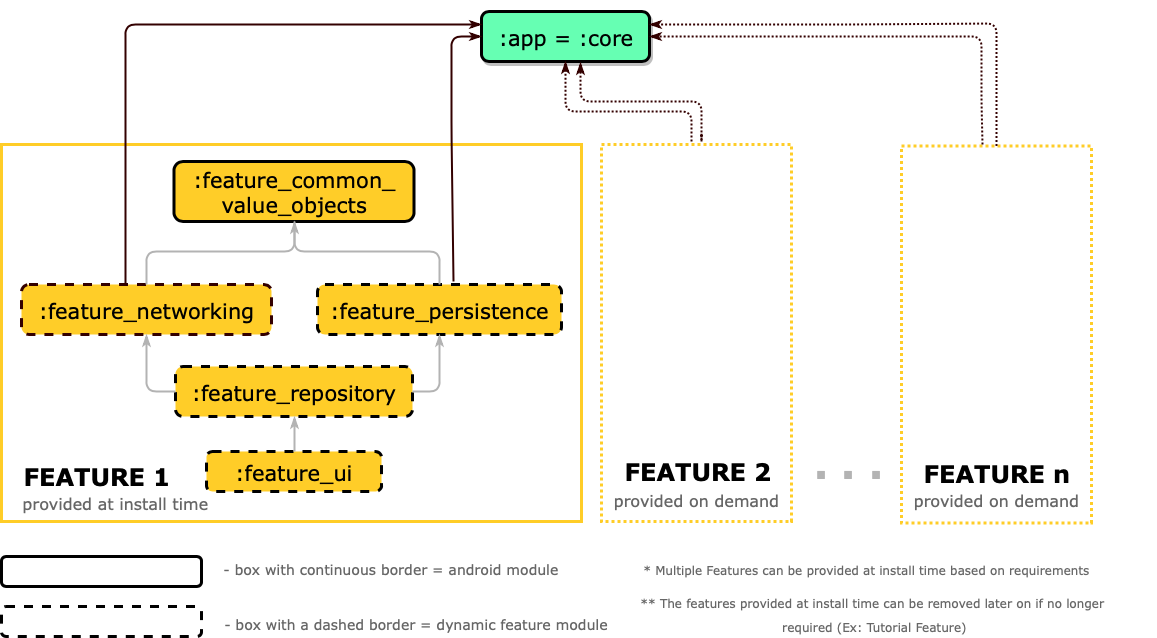 :app = :core
:feature_common_
value_objects
:feature_networking
:feature_persistence
:feature_repository
:feature_ui
FEATURE 1
provided at install time
FEATURE 2
provided on demand
FEATURE n
provided on demand
- box with continuous border = android module
- box with a dashed border = dynamic feature module
* Multiple Features can be provided at install time based on requirements
** The features provided at install time can be removed later on if no longer
required (Ex: Tutorial Feature)